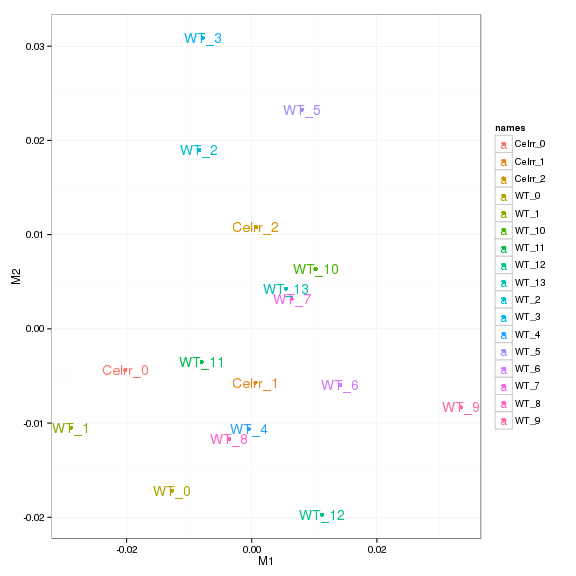 WT_3
0.03
WT_5
names
Celrr_0
0.02
WT_2
Celrr_1
Celrr_2
WT_0
WT_1
Celrr_2
WT_10
0.01
WT_11
WT_10
WT_12
M2
WT_13
WT_13
WT_7
WT_2
WT_3
0.00
WT_4
WT_11
WT_5
Celrr_0
WT_6
Celrr_1
WT_6
WT_7
WT_9
WT_8
-0.01
WT_1
WT_4
WT_9
WT_8
WT_0
-0.02
WT_12
-0.02
0.00
0.02
M1